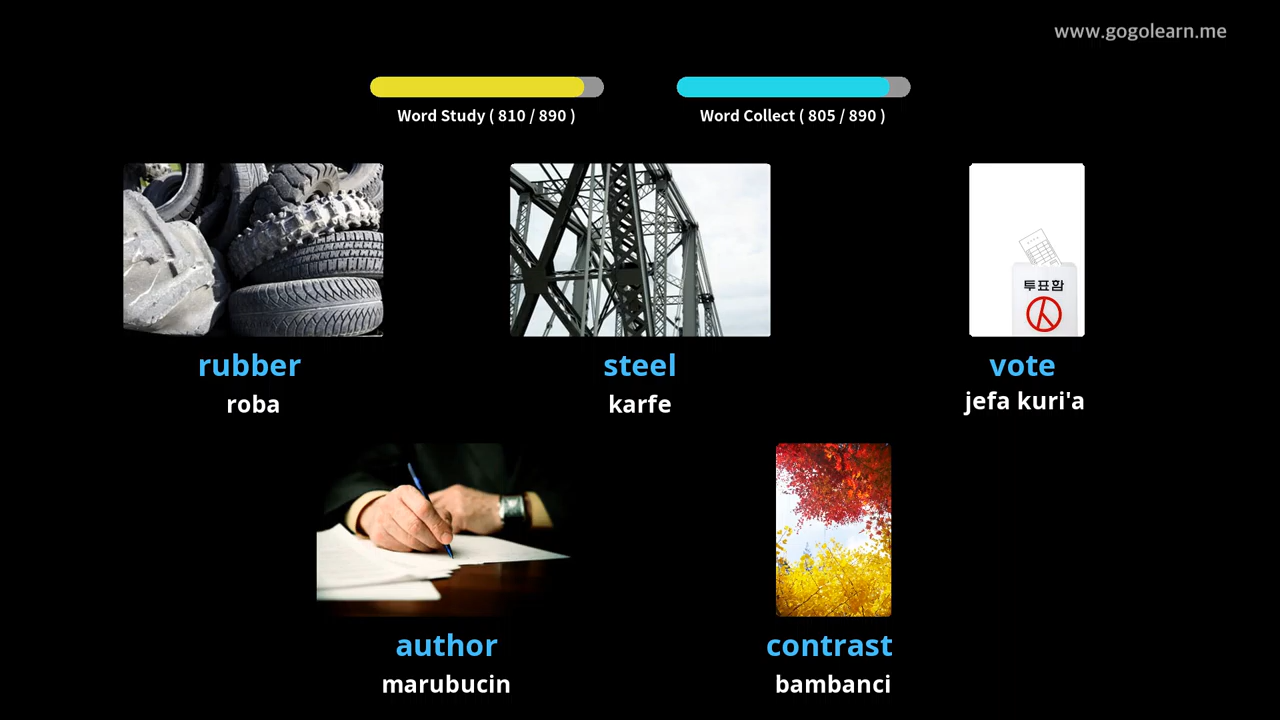 www.gogolearn.me
Word Study ( 810 / 890 )
Word Collect ( 805 / 890 )
투표함
rubber
roba
steel
karfe
vote
jefa kuri'a
author
marubucin
contrast
bambanci